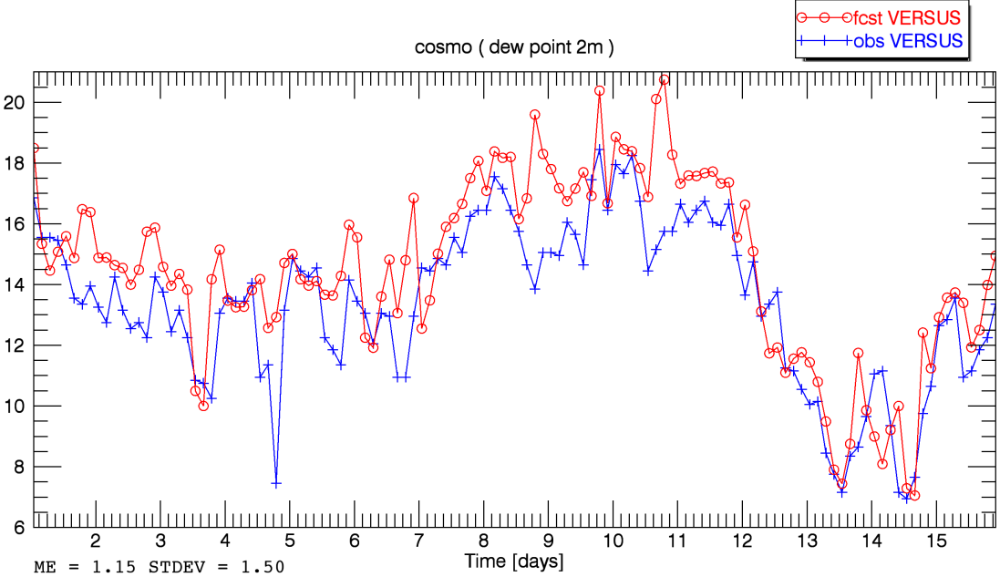 fcst VERSUS
obs VERSUS
cosmo ( dew point 2m )
20
18
16
14
12
10
8
6
2 3 4 5 6 7 8 9 10 11 12 13 14 15
Time [days]
ME = 1.15 STDEV = 1.50